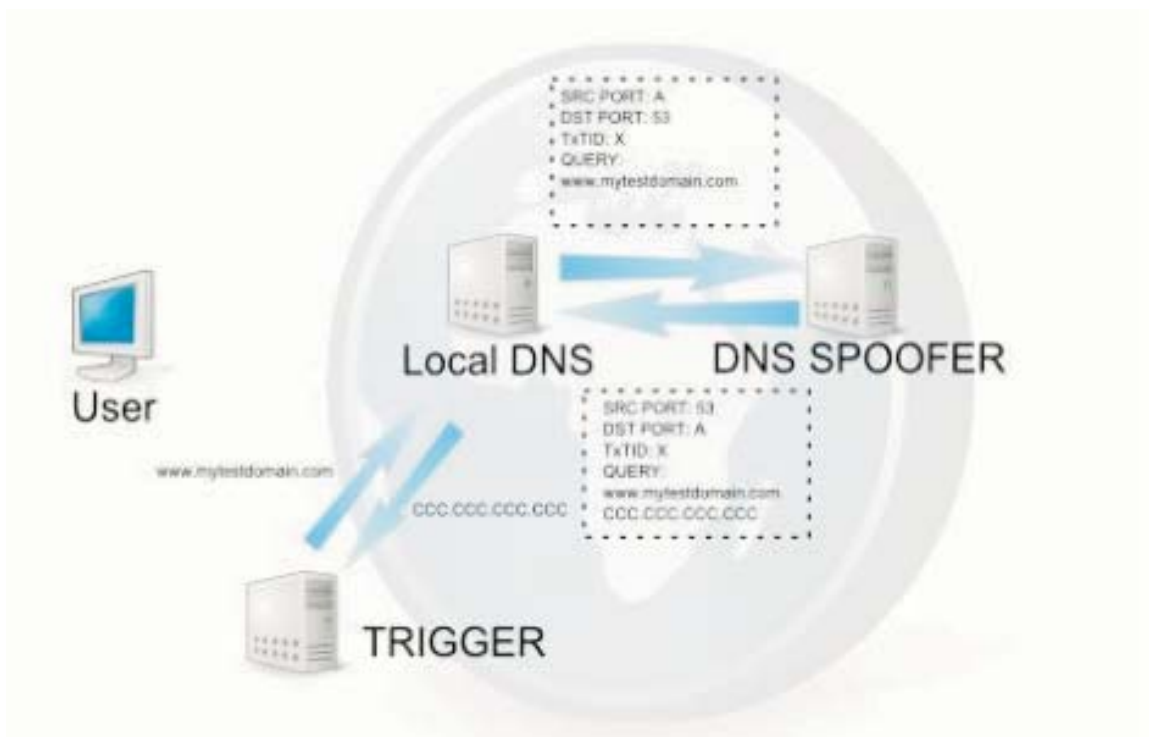 SRC PORT: A
DST PORT: 53
TxTID: X
QUERY:
www.mytestdomain.com
Local DNS
DNS SPOOFER
User
SRC PORT: 53
DST PORT: A
TxTID: X
QUERY:
www.mytestdomain.com
CCC.CCC.CCC.CCC
www.mytestdomain.com
CCC.CCC.CCC.CCC
TRIGGER